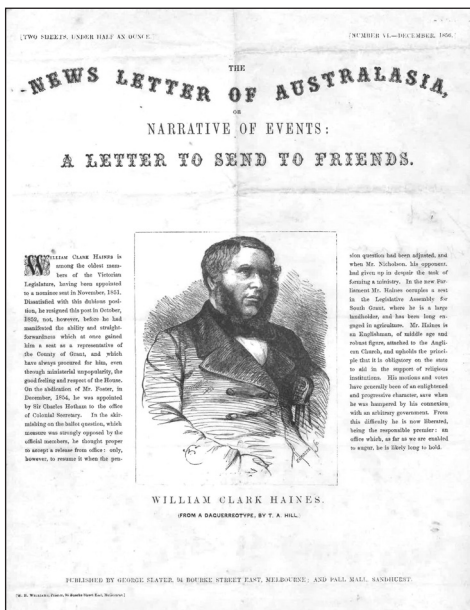 [TWO SHEETS, UNDER HALF AN OUNCE.
[NUMBER VI.—DECEMBER, 1856.
THE
NEWS LETTER OF AUSTRALASIA,
OR
NARRATIVE OF EVENTS:
A LETTER TO SEND TO FRIENDS.
WILLIAM CLARK HAINES is
among the oldest mem-
bers of the Victorian
Legislature, having been appointed
to a nominee seat in November, 1851.
Dissatisfied with this dubious posi-
tion, he resigned this post in October,
1852, not, however, before he had
manifested the ability and straight-
forwardness which at once gained
him a seat as a representative of
the County of Grant, and which
have always procured for him, even
through ministerial unpopularity, the
good feeling and respect of the House.
On the abdication of Mr. Foster, in
December, 1854, he was appointed
by Sir Charles Hotham to the office
of Colonial Secretary. In the skir-
mishing on the ballot question, which
measure was strongly opposed by the
official members, he thought proper
to accept a release from office: only,
however, to resume it when the pen-
sion question had been adjusted, and
when Mr. Nicholson, his opponent,
had given up in despair the task of
forming a ministry. In the new Par-
liament Mr. Haines occupies a seat
in the Legislative Assembly for
South Grant, where he is a large
landholder, and has been long en-
gaged in agriculture. Mr. Haines is
an Englishman, of middle age and
robust figure, attached to the Angli-
can Church, and upholds the princi-
ple that it is obligatory on the state
to aid in the support of religious
institutions. His motions and votes
have generally been of an enlightened
and progressive character, save when
he was hampered by his connexion
with an arbitrary government. From
this difficulty he is now liberated,
being the responsible premier: an
office which, as far as we are enabled
to augur, he is likely long to hold.
WILLIAM CLARK HAINES.
(FROM A DAGUERREOTYPE, BY T. A. HILL.)
PUBLISHED BY GEORGE SLATER, 94 BOURKE STREET EAST, MELBOURNE; AND PALL MALL, SANDHURST.
Bourke Street East, Melbourne.]